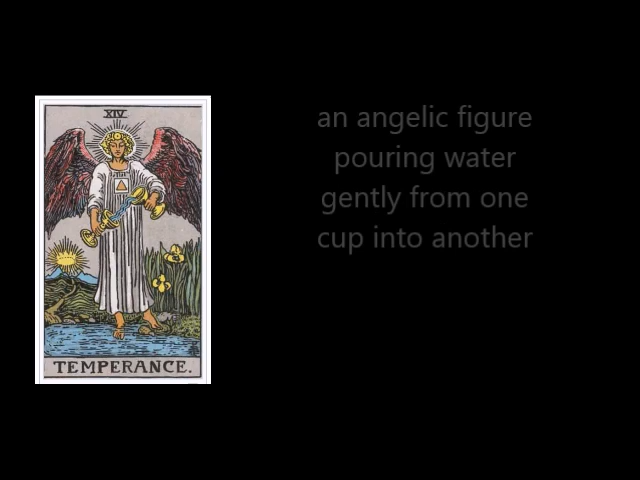 XIV
TEMPERANCE.
an angelic figure
pouring water
gently from one
cup into another